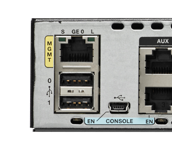 S GE 0 L
AUX
MGMT
0
1
EN CONSOLE EN